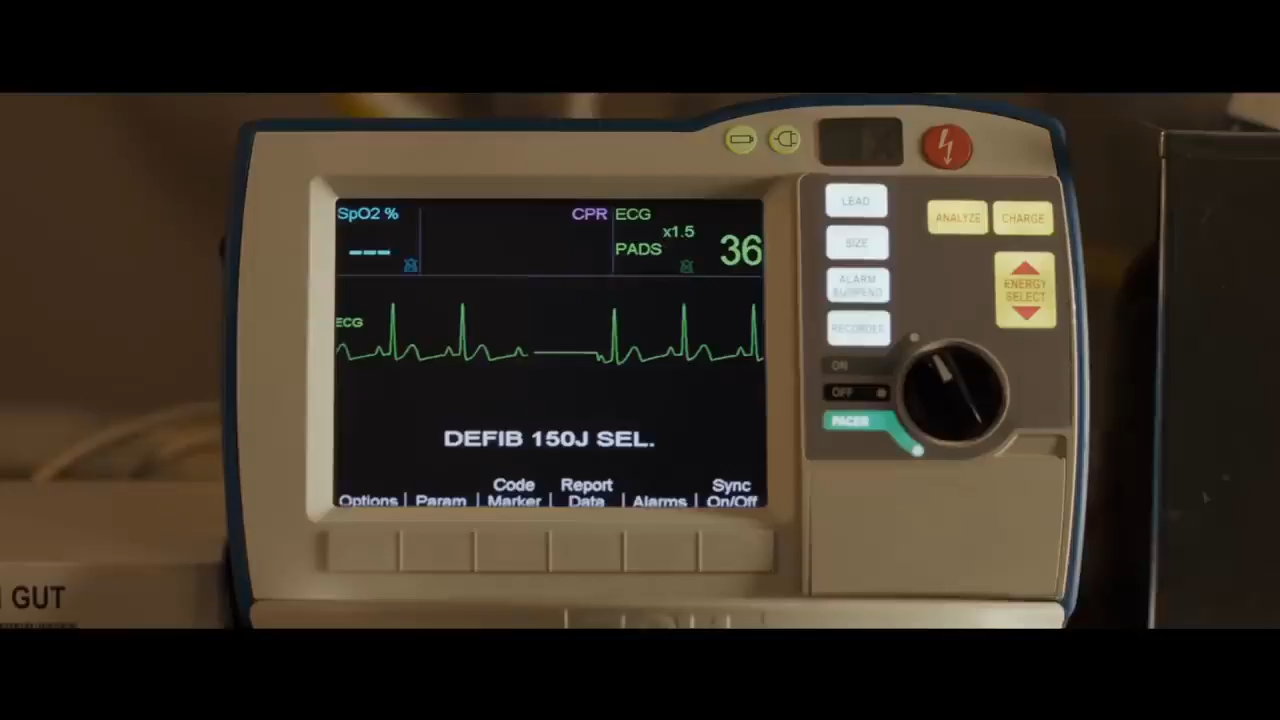 SpO2 %
CPR
ECG
x1.5
PADS
36
---
ECG
DEFIB 150J SEL.
Options
Param
Code
Marker
Report
Data
Alarms
Sync
On/Off
LEAD
SIZE
ALARM
SUSPEND
RECORDER
ANALYZE
CHARGE
ENERGY
SELECT
ON
OFF
PACER
GUT